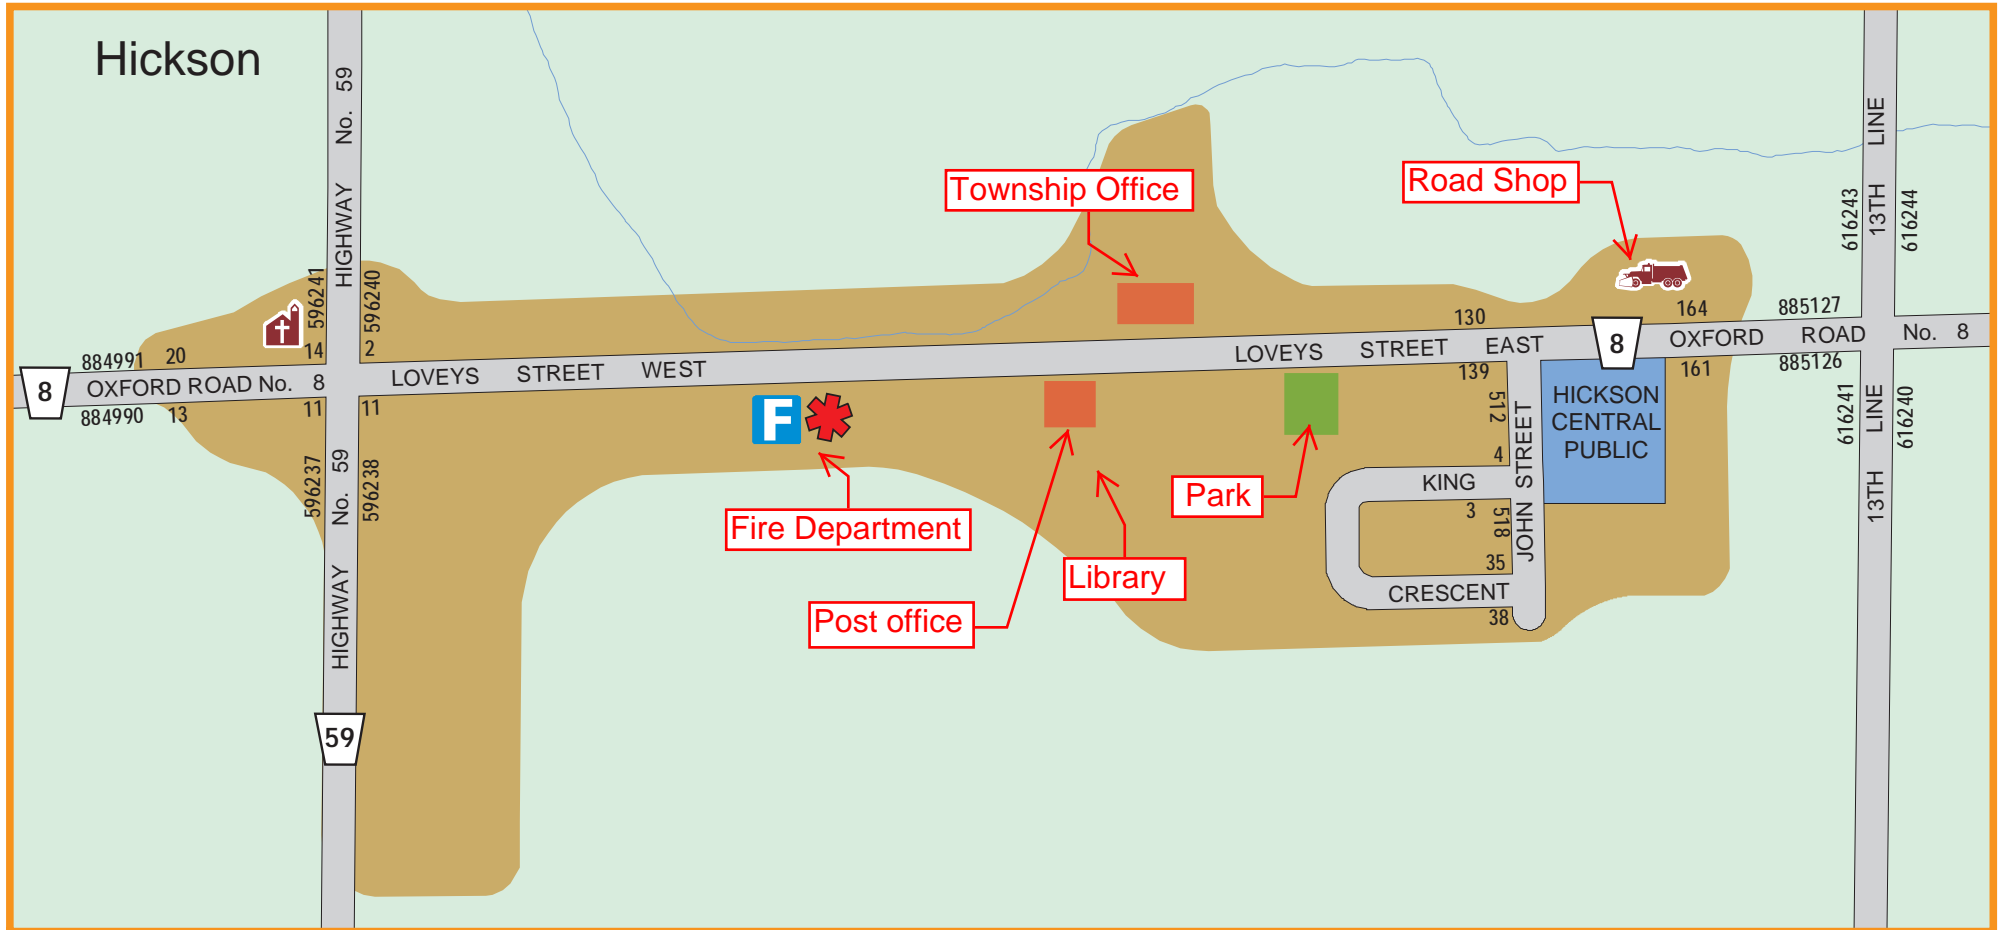 Hickson
HIGHWAY No. 59
13TH LINE
Township Office
Road Shop
616243
616244
596241
596240
164
885127
130
884991
20
14
2
8
LOVEYS STREET EAST
OXFORD ROAD No. 8
8
OXFORD ROAD No. 8
LOVEYS STREET WEST
139
161
885126
884990
13
11
11
F
512
HICKSON
CENTRAL
PUBLIC
616241
616240
13TH LINE
JOHN STREET
4
KING
3
518
35
CRESCENT
38
596237
596238
HIGHWAY No. 59
Park
Fire Department
Library
Post office
59